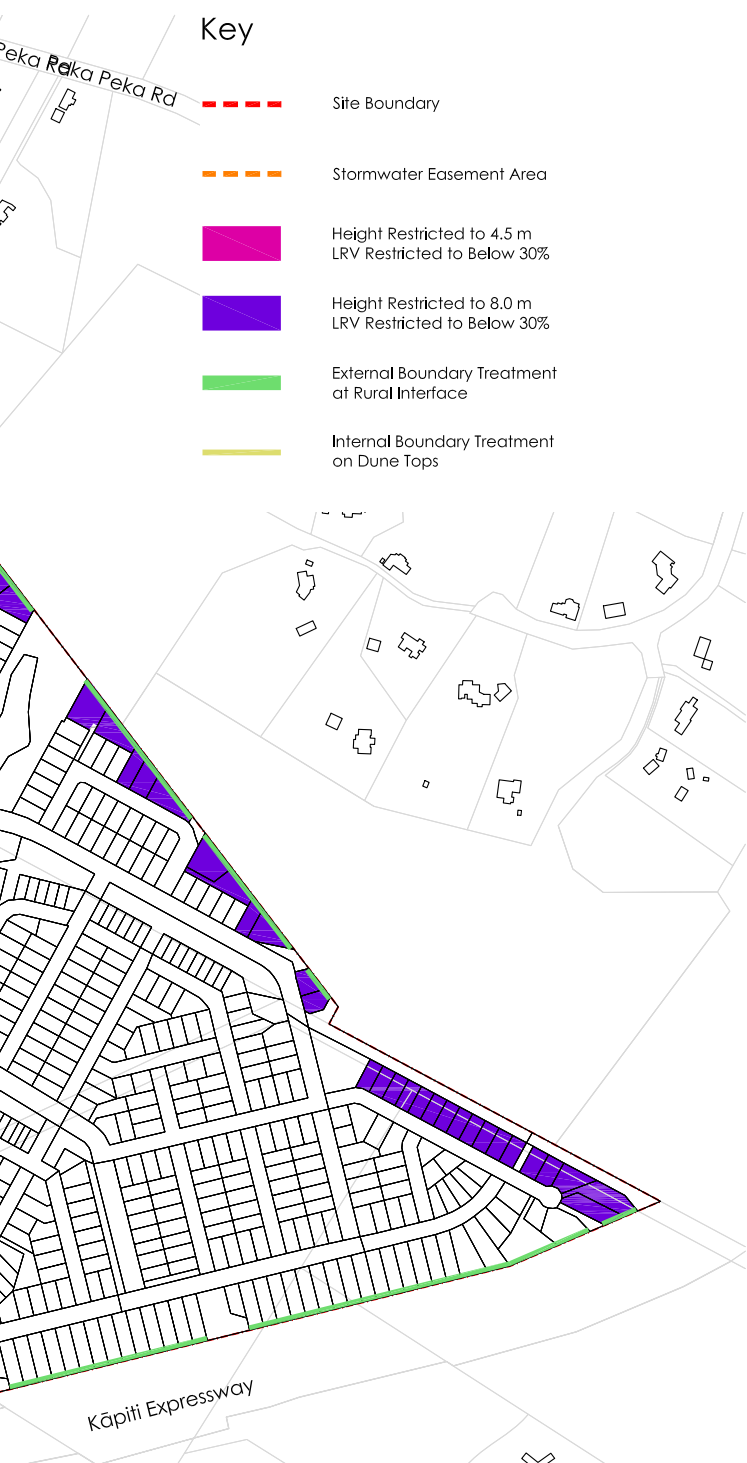 Key
Peka Rd
Peka Peka Rd
Site Boundary
Stormwater Easement Area
Height Restricted to 4.5 m
LRV Restricted to Below 30%
Height Restricted to 8.0 m
LRV Restricted to Below 30%
External Boundary Treatment
at Rural Interface
Internal Boundary Treatment
on Dune Tops
Kāpiti Expressway